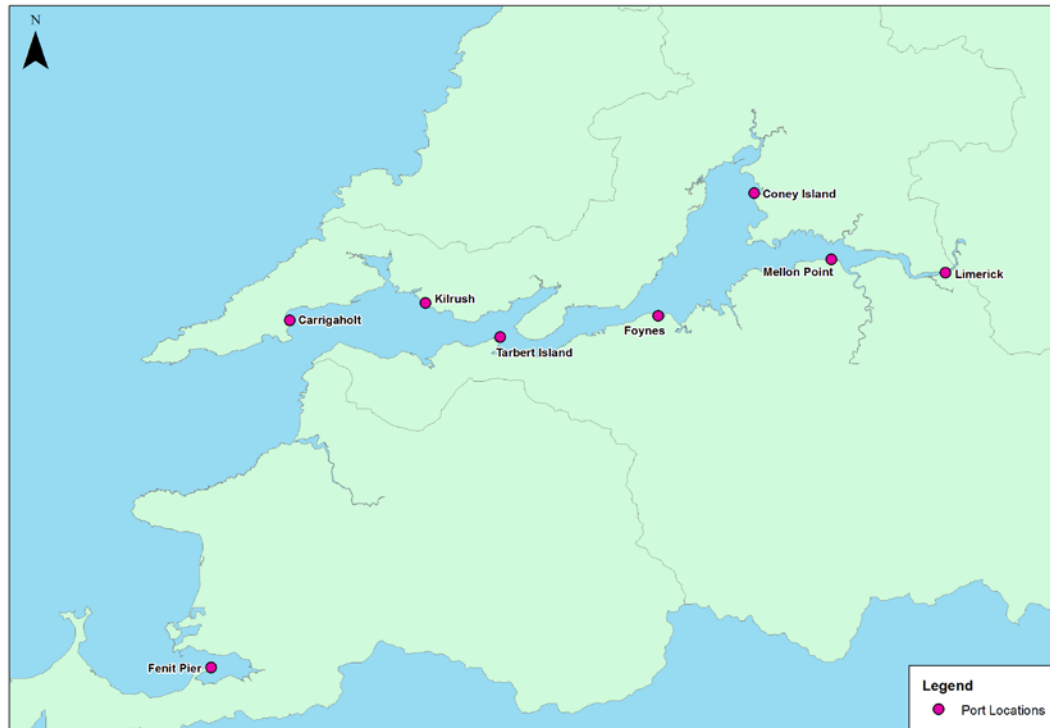 N
Coney Island
Mellon Point
Limerick
Kilrush
Carrigaholt
Foynes
Tarbert Island
Fenit Pier
Legend
Port Locations